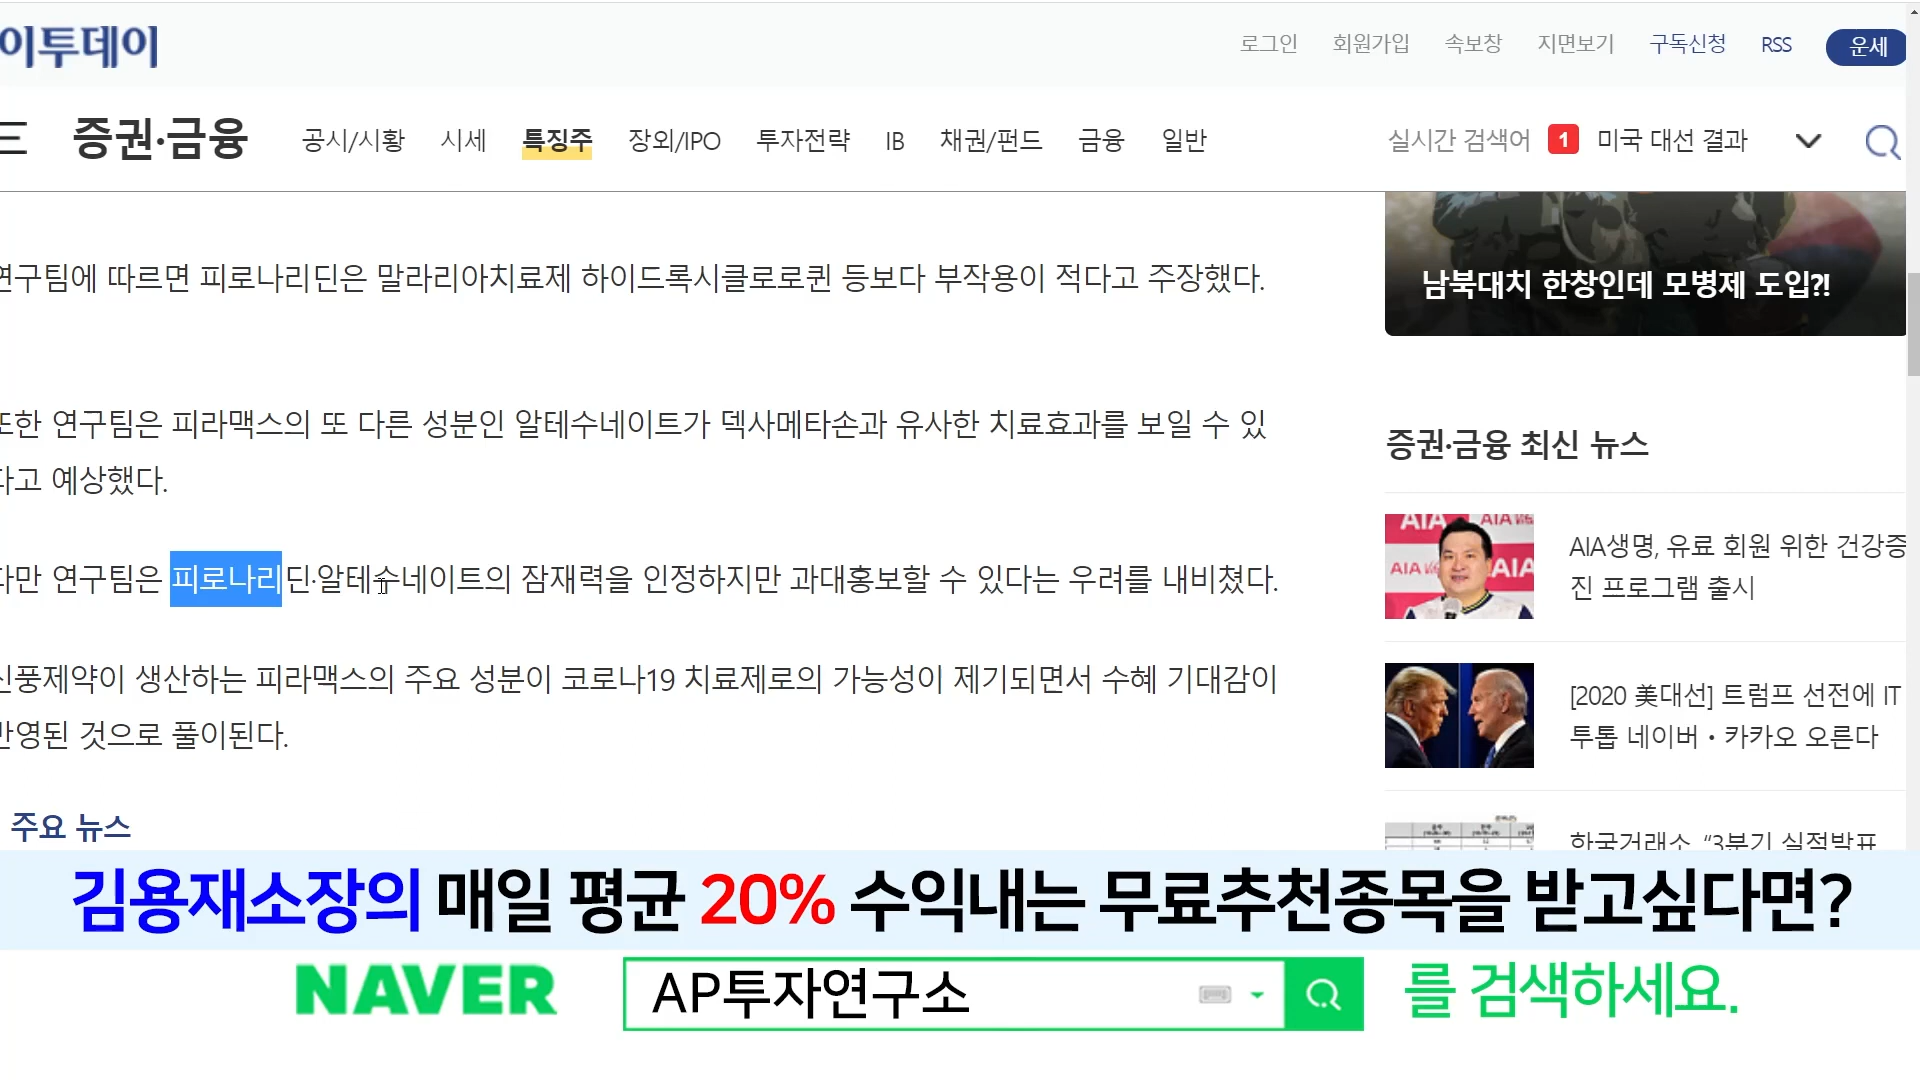 이투데이
로그인 회원가입 속보창 지면보기 구독신청 RSS 운세
증권·금융 공시/시황 시세 특징주 장외/IPO 투자전략 IB 채권/펀드 금융 일반 실시간 검색어 1 미국 대선 결과
연구팀에 따르면 피로나리딘은 말라리아치료제 하이드록시클로로퀸 등보다 부작용이 적다고 주장했다.
남북대치 한창인데 모병제 도입?!
또한 연구팀은 피라맥스의 또 다른 성분인 알테수네이트가 덱사메타손과 유사한 치료효과를 보일 수 있
다고 예상했다.
다만 연구팀은 피로나리딘·알테수네이트의 잠재력을 인정하지만 과대홍보할 수 있다는 우려를 내비쳤다.
신풍제약이 생산하는 피라맥스의 주요 성분이 코로나19 치료제로의 가능성이 제기되면서 수혜 기대감이
반영된 것으로 풀이된다.
주요 뉴스
증권·금융 최신 뉴스
AIA
AIA생명, 유료 회원 위한 건강증
진 프로그램 출시
[2020 美대선] 트럼프 선전에 IT
투톱 네이버·카카오 오른다
한국거래소 “3분기 실적발표
김용재소장의 매일 평균 20% 수익내는 무료추천종목을 받고싶다면?
NAVER AP투자연구소 를 검색하세요.